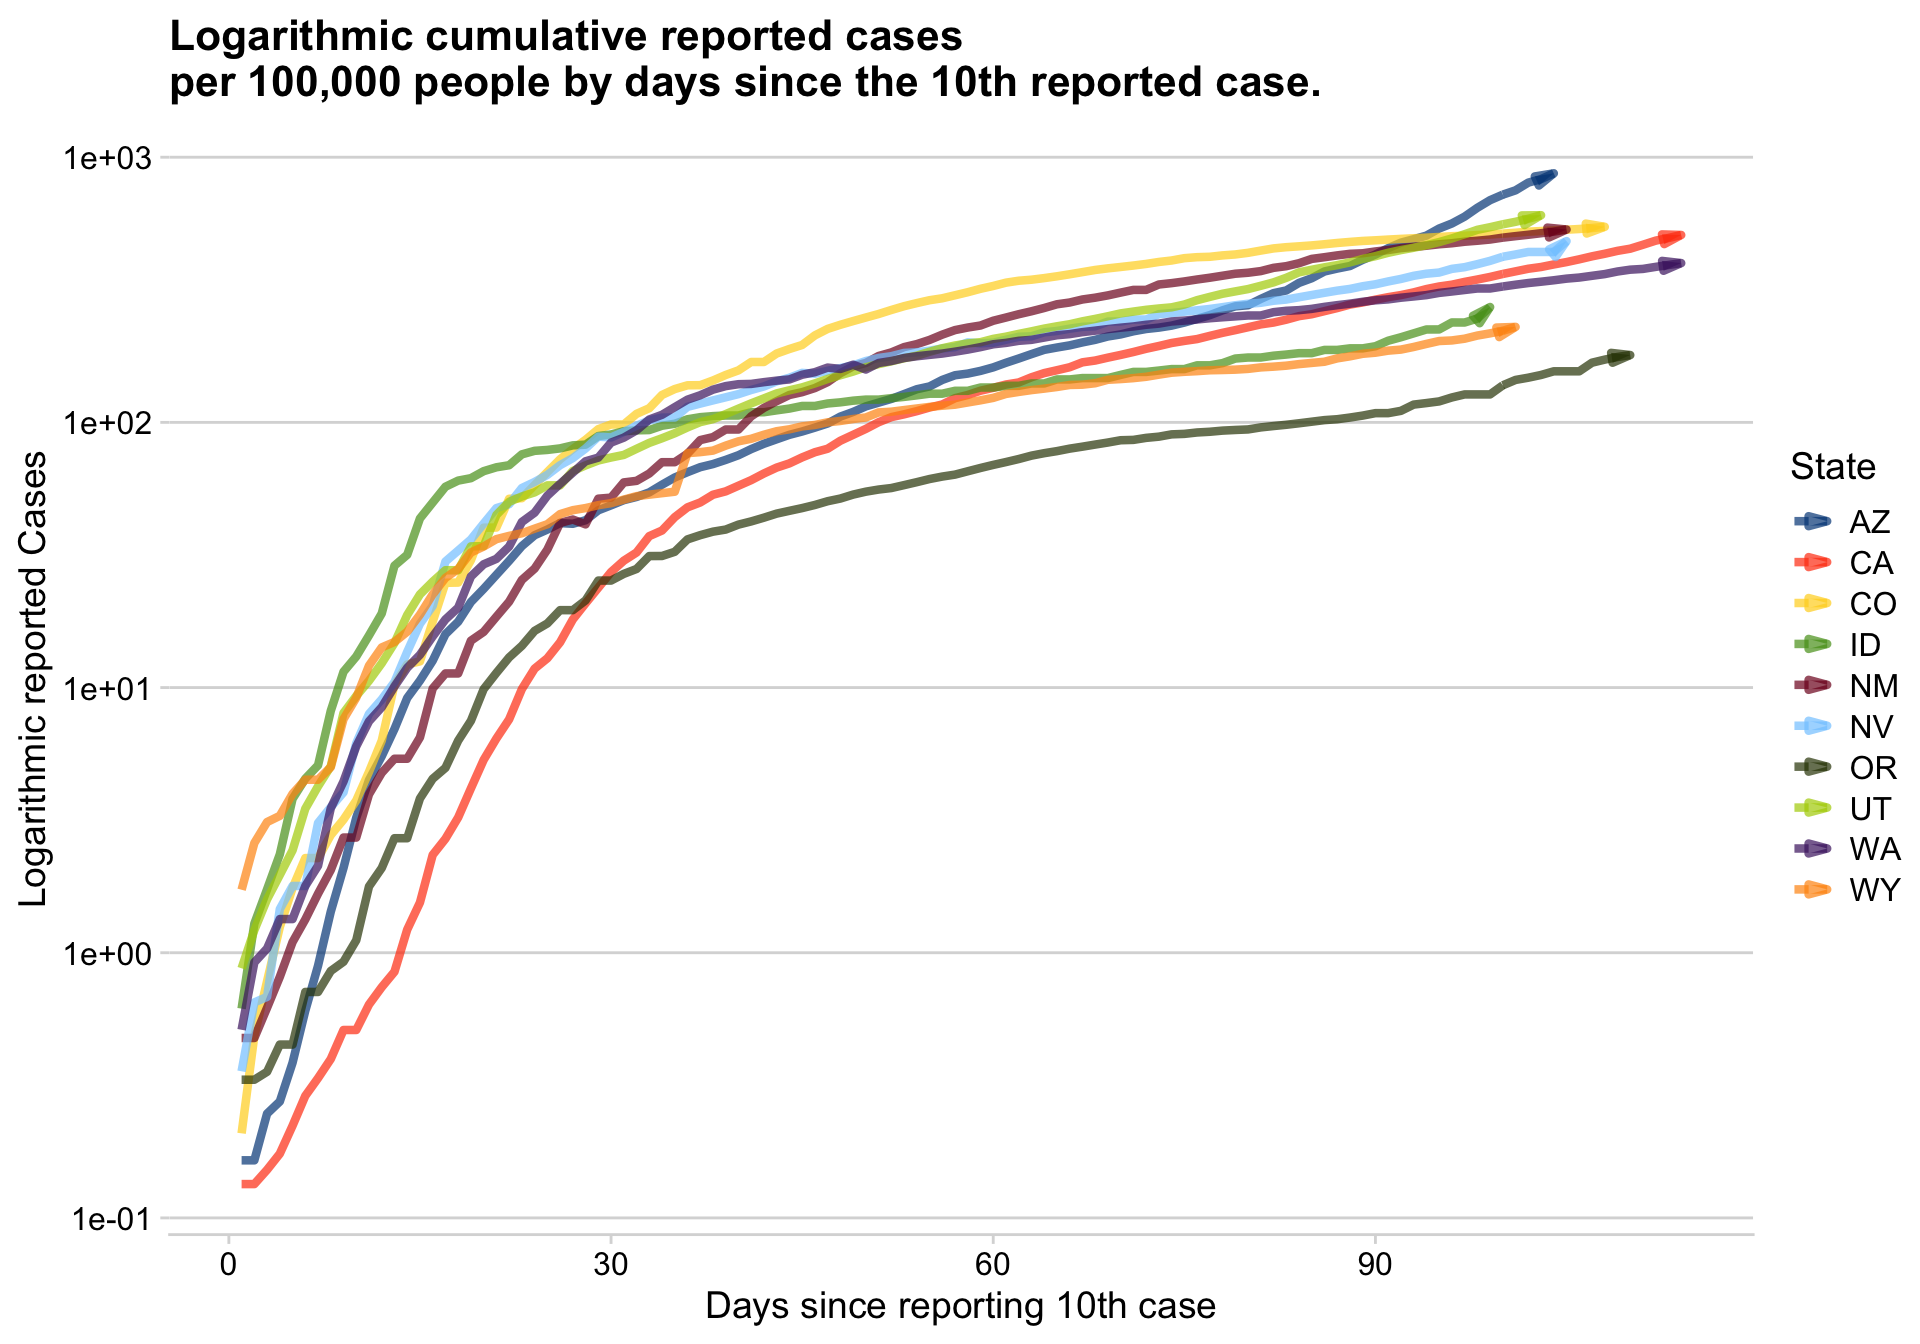 Logarithmic cumulative reported cases
per 100,000 people by days since the 10th reported case.
Logarithmic reported Cases
1e+03
1e+02
1e+01
1e+00
1e-01
0
30
60
90
Days since reporting 10th case
State
AZ
CA
CO
ID
NM
NV
OR
UT
WA
WY